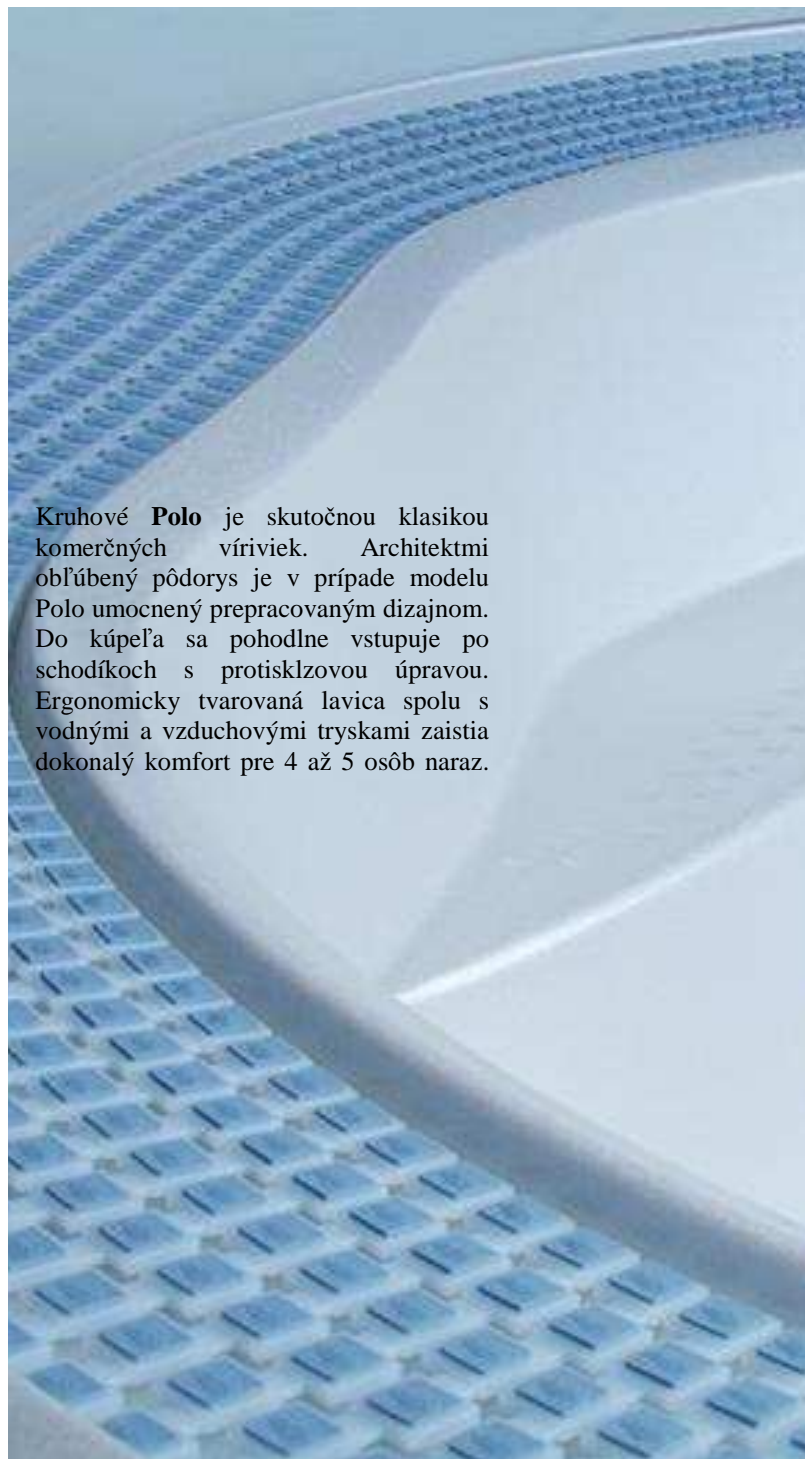 Kruhové Polo je skutočnou klasikou
komerčných víriviek. Architektmi
obľúbený pôdorys je v prípade modelu
Polo umocnený prepracovaným dizajnom.
Do kúpeľa sa pohodlne vstupuje po
schodíkoch s protisklzovou úpravou.
Ergonomicky tvarovaná lavica spolu s
vodnými a vzduchovými tryskami zaistia
dokonalý komfort pre 4 až 5 osôb naraz.